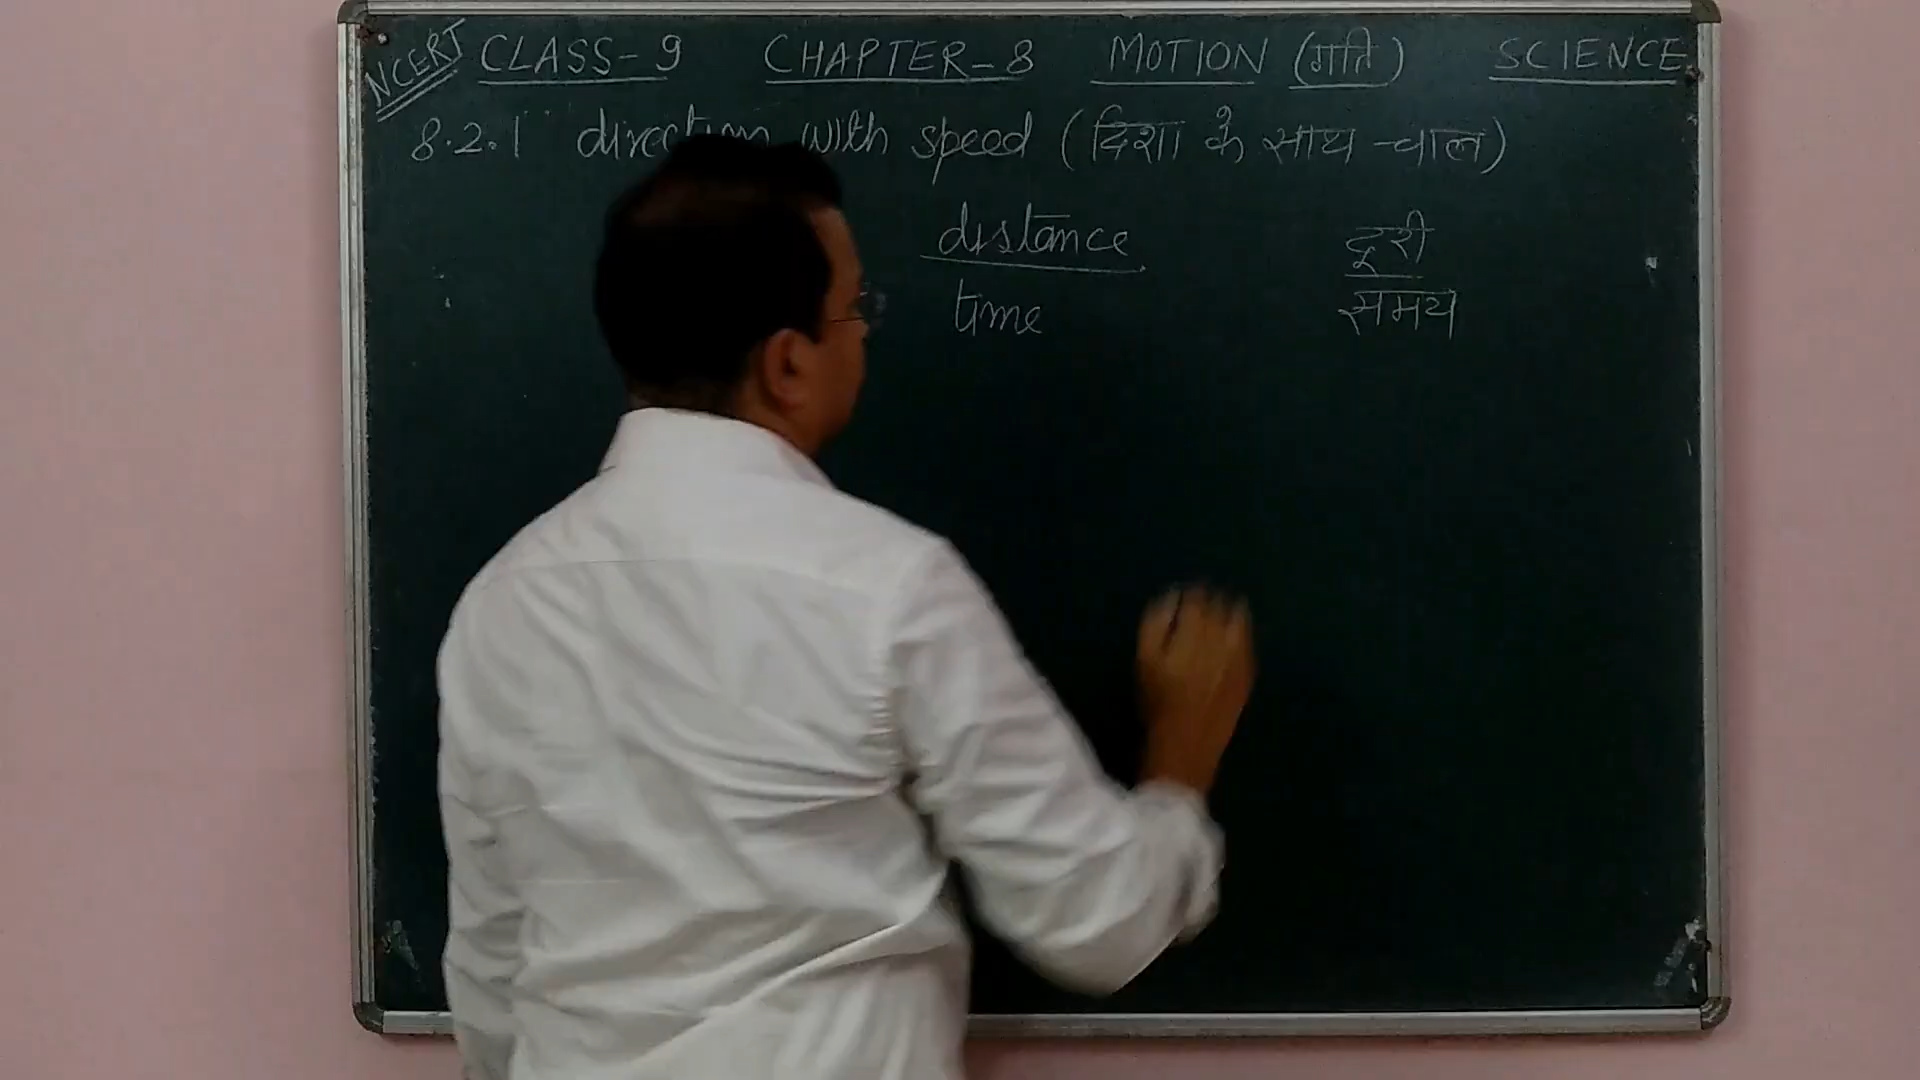 NCERT CLASS-9 CHAPTER-8 MOTION (गति) SCIENCE
8.2.1 direction with speed (दिशा के साथ चाल)
distance दूरी
time समय